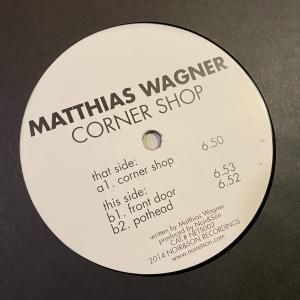 MATTHIAS WAGNER
CORNER SHOP
that side:
a1. corner shop 6.50
this side:
b1. front door 6.53
b2. pothead 6.52
written by Matthias Wagner
produced by Noir&Son
CAT.# NETS002
2014 NOIR&SON RECORDINGS
www.noiretson.com